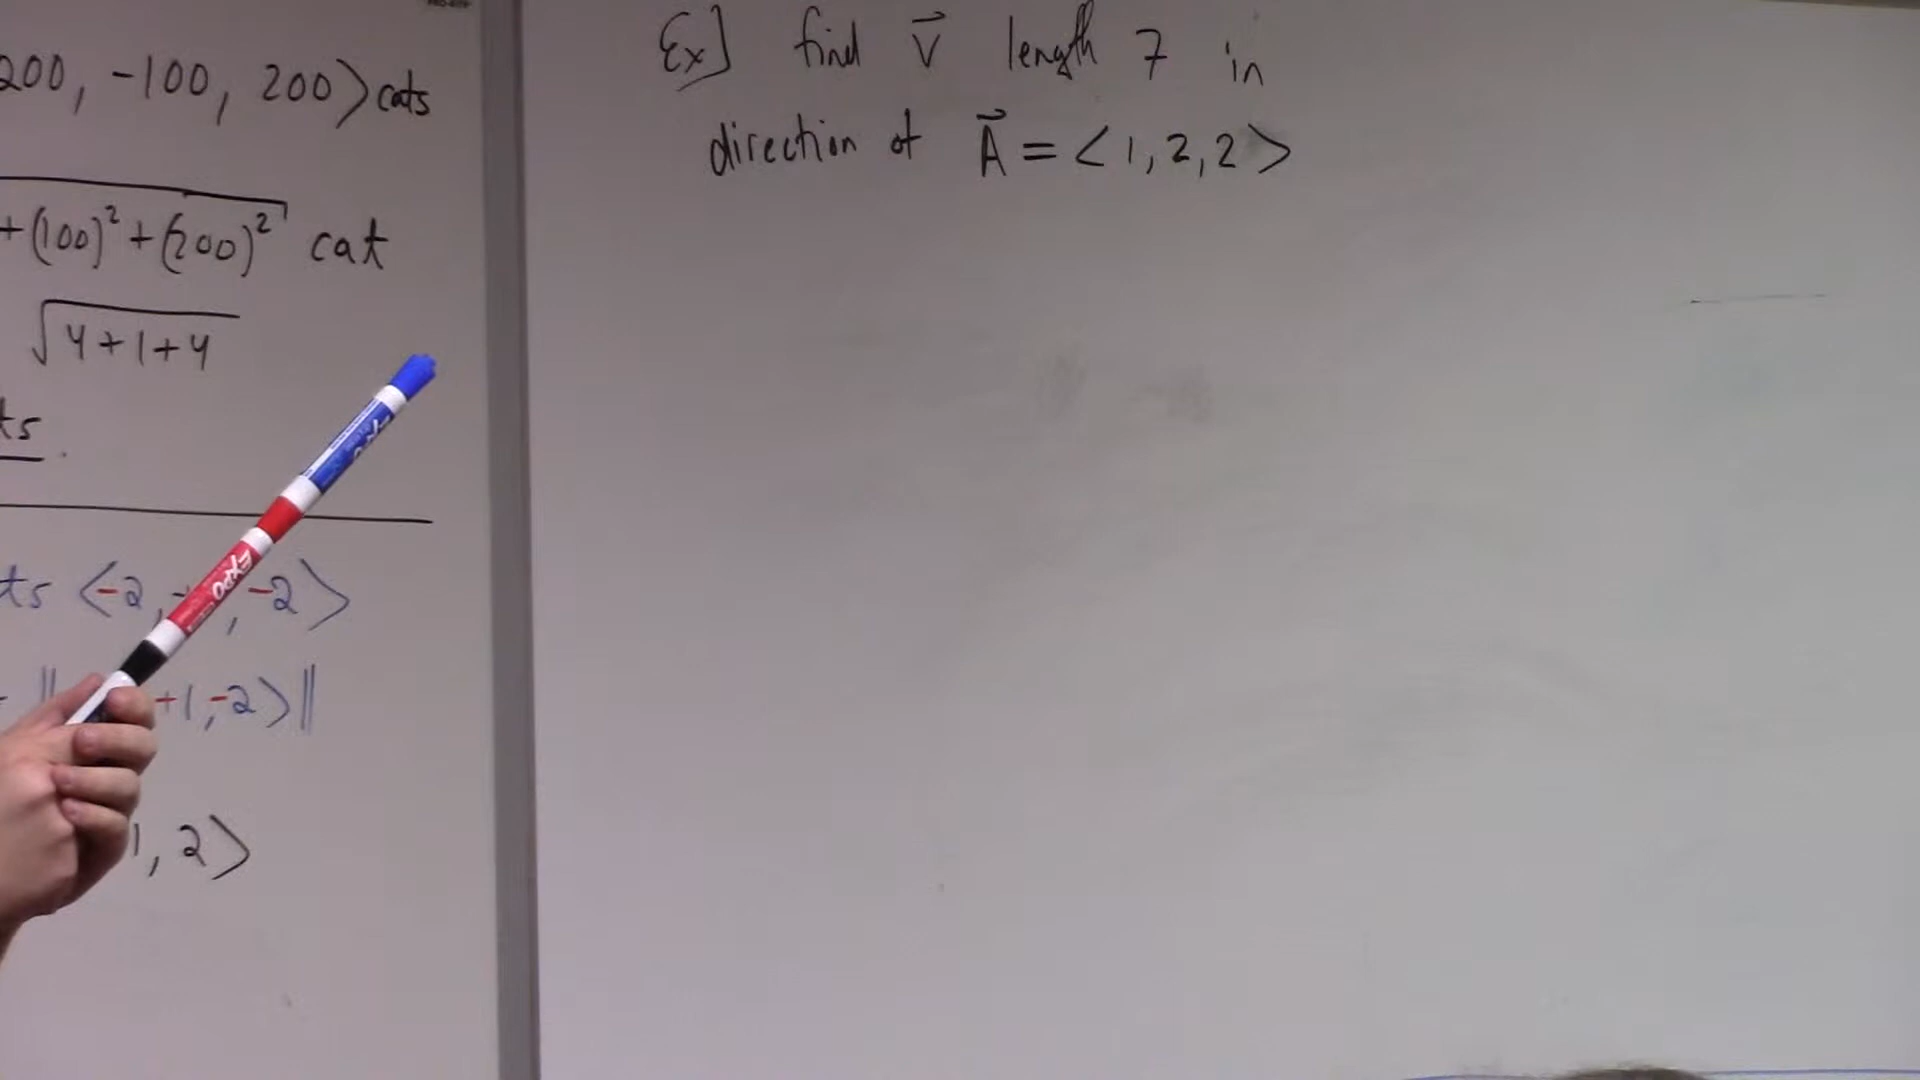 200, -100, 200> cats
+(100)² + (200)² cat
√4+1+4
ts.
ts <-2, , -2>
+1, -2>||
1, 2>
Ex] find v⃗ length 7 in
direction of A⃗ = <1, 2, 2>
EXPO